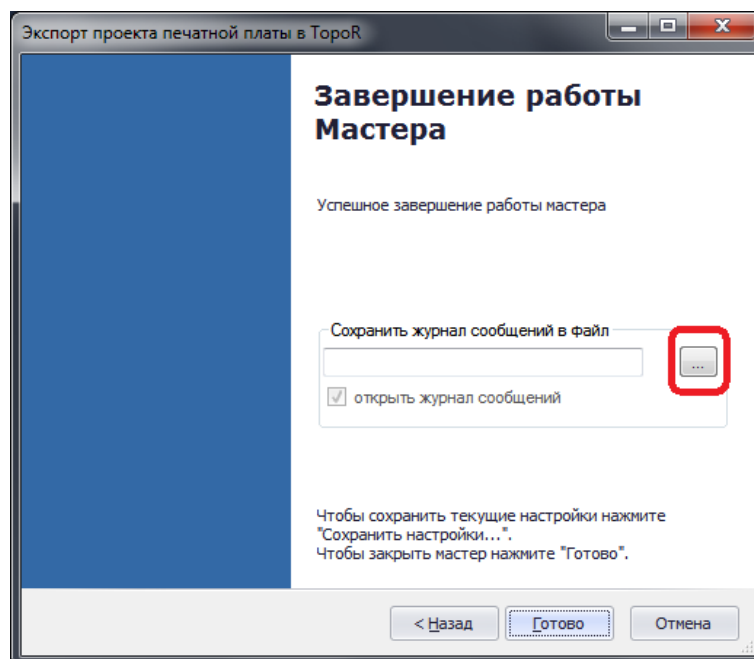 Экспорт проекта печатной платы в TopoR
Завершение работы
Мастера
Успешное завершение работы мастера
Сохранить журнал сообщений в файл
...
открыть журнал сообщений
Чтобы сохранить текущие настройки нажмите
"Сохранить настройки...".
Чтобы закрыть мастер нажмите "Готово".
< Назад
Готово
Отмена